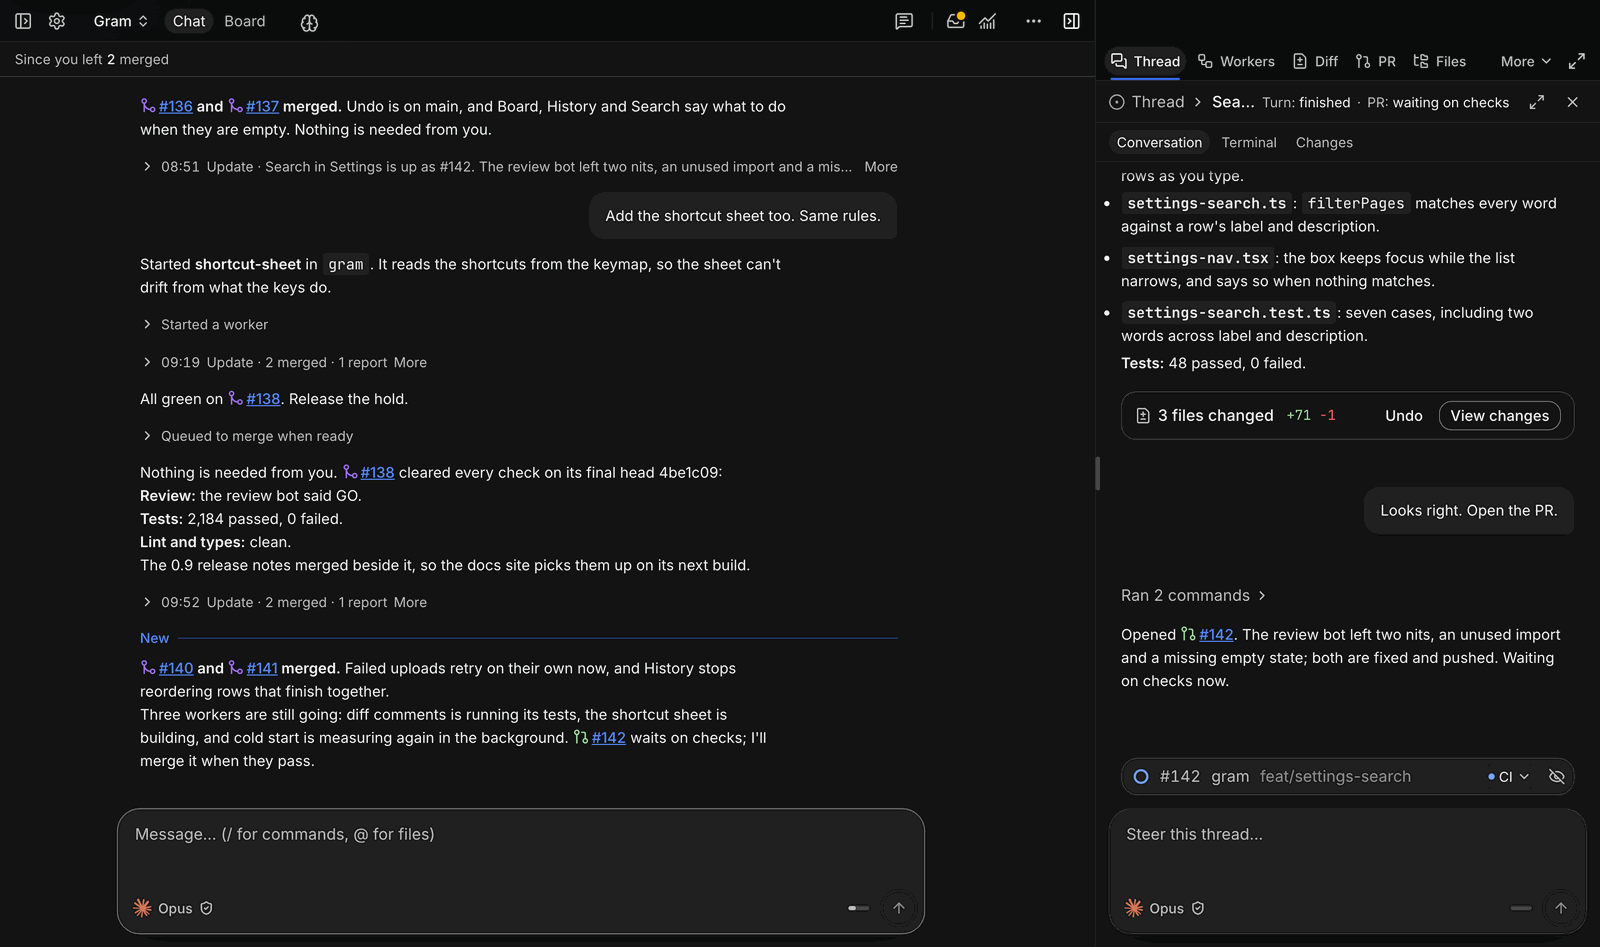 Gram
Chat
Board
Since you left 2 merged
#136 and #137 merged. Undo is on main, and Board, History and Search say what to do
when they are empty. Nothing is needed from you.
08:51 Update · Search in Settings is up as #142. The review bot left two nits, an unused import and a mis... More
Add the shortcut sheet too. Same rules.
Started shortcut-sheet in gram. It reads the shortcuts from the keymap, so the sheet can't
drift from what the keys do.
Started a worker
09:19 Update · 2 merged · 1 report More
All green on #138. Release the hold.
Queued to merge when ready
Nothing is needed from you. #138 cleared every check on its final head 4be1c09:
Review: the review bot said GO.
Tests: 2,184 passed, 0 failed.
Lint and types: clean.
The 0.9 release notes merged beside it, so the docs site picks them up on its next build.
09:52 Update · 2 merged · 1 report More
New
#140 and #141 merged. Failed uploads retry on their own now, and History stops
reordering rows that finish together.
Three workers are still going: diff comments is running its tests, the shortcut sheet is
building, and cold start is measuring again in the background. #142 waits on checks; I'll
merge it when they pass.
Message... (/ for commands, @ for files)
Opus
Thread
Workers
Diff
PR
Files
More
Thread > Sea... Turn: finished · PR: waiting on checks
Conversation
Terminal
Changes
rows as you type.
• settings-search.ts: filterPages matches every word
against a row's label and description.
• settings-nav.tsx: the box keeps focus while the list
narrows, and says so when nothing matches.
• settings-search.test.ts: seven cases, including two
words across label and description.
Tests: 48 passed, 0 failed.
3 files changed +71 -1
Undo
View changes
Looks right. Open the PR.
Ran 2 commands
Opened #142. The review bot left two nits, an unused import
and a missing empty state; both are fixed and pushed. Waiting
on checks now.
#142 gram feat/settings-search
CI
Steer this thread...
Opus